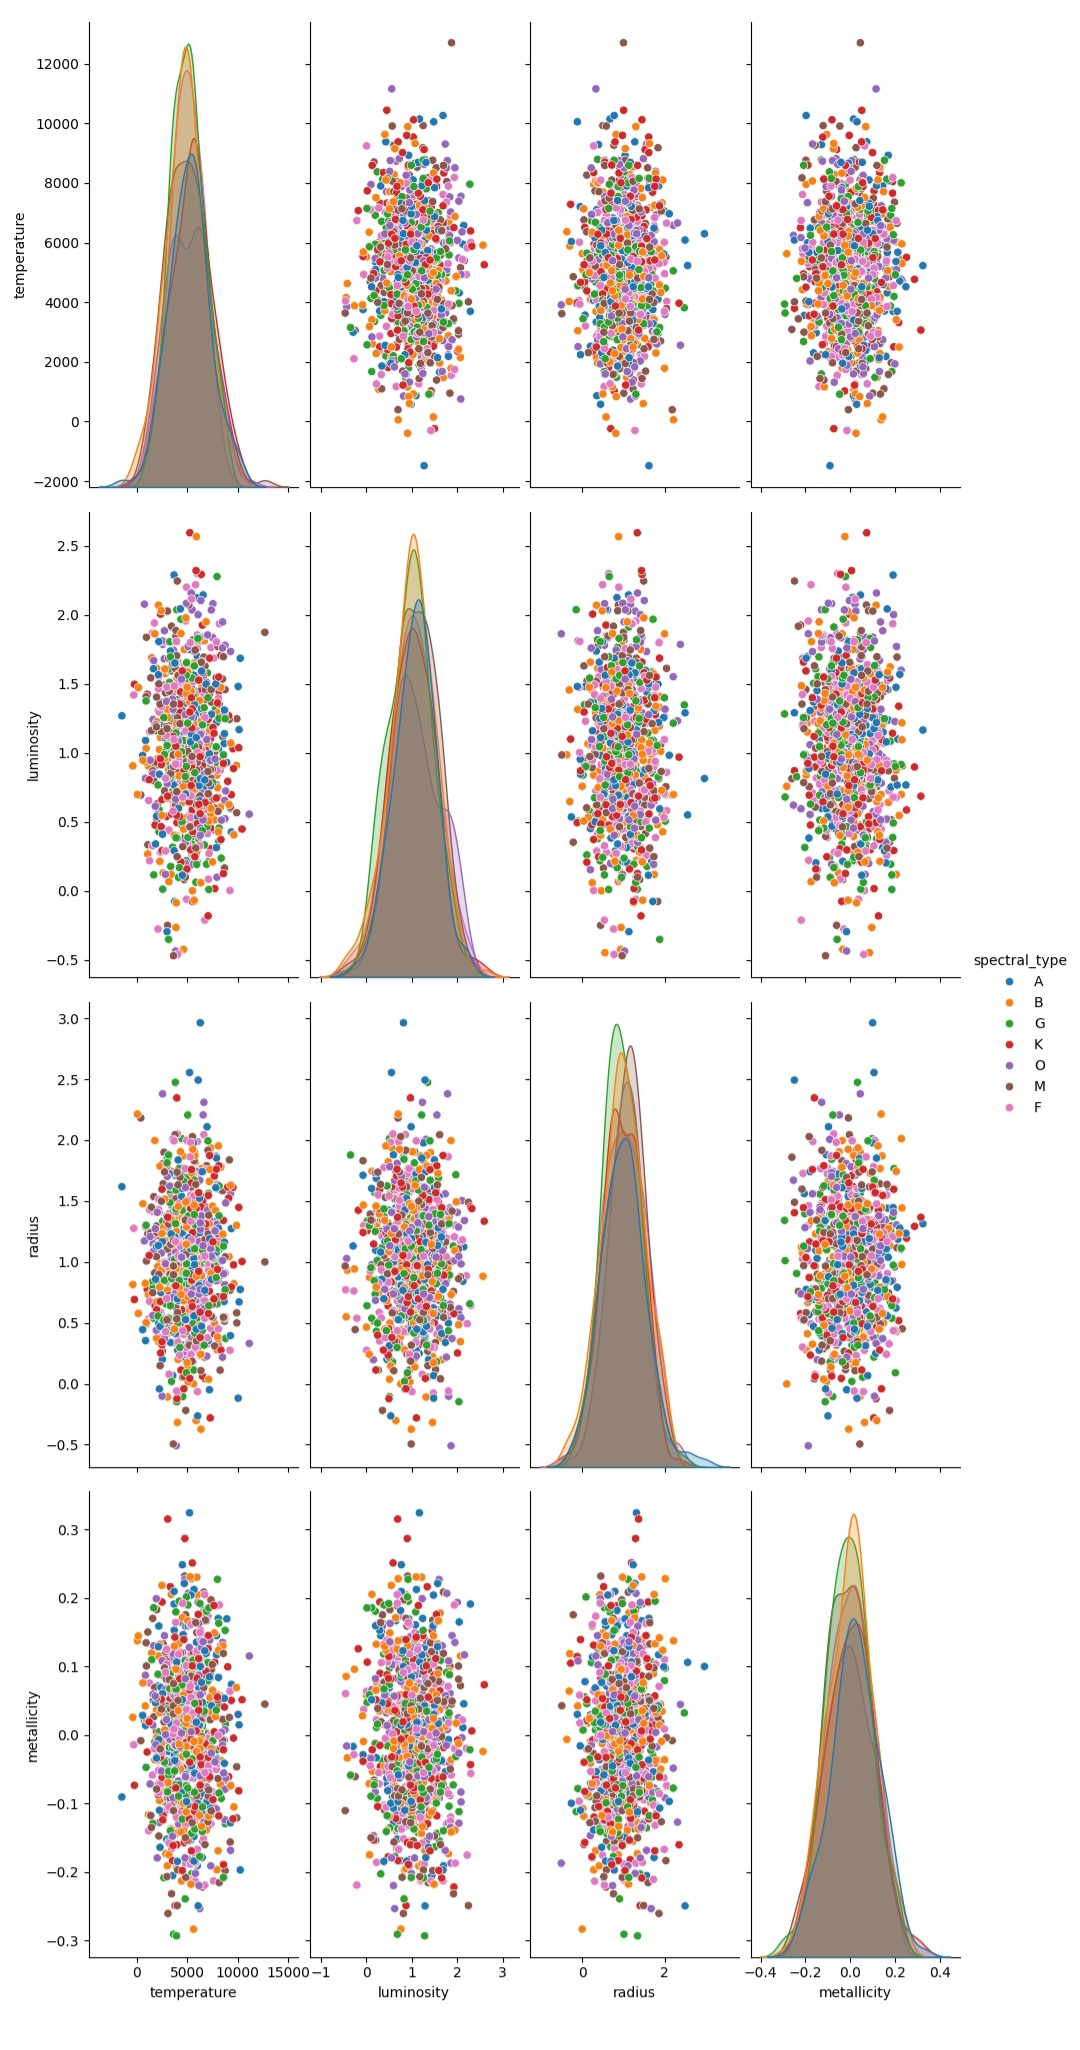 12000
10000
8000
6000
4000
2000
0
−2000
temperature
2.5
2.0
1.5
1.0
0.5
0.0
−0.5
luminosity
spectral_type
A
B
G
K
O
M
F
3.0
2.5
2.0
1.5
1.0
0.5
0.0
−0.5
radius
0.3
0.2
0.1
0.0
−0.1
−0.2
−0.3
metallicity
0 5000 10000 15000 −1 0 1 2 3 0 2 −0.4 −0.2 0.0 0.2 0.4
temperature luminosity radius metallicity